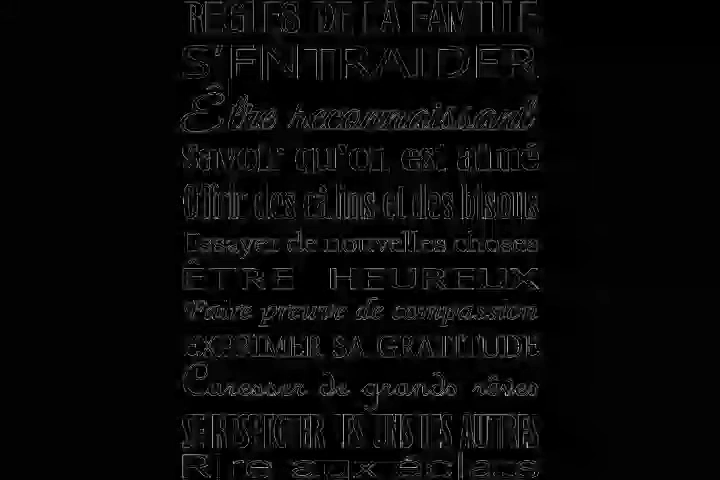 RÈGLES DE LA FAMILLE
S'ENTRAIDER
Être reconnaissant
Savoir qu'on est aimé
Offrir des câlins et des bisous
Essayer de nouvelles choses
ÊTRE HEUREUX
Faire preuve de compassion
EXPRIMER SA GRATITUDE
Caresser de grands rêves
SE RESPECTER LES UNS LES AUTRES
Rire aux éclats